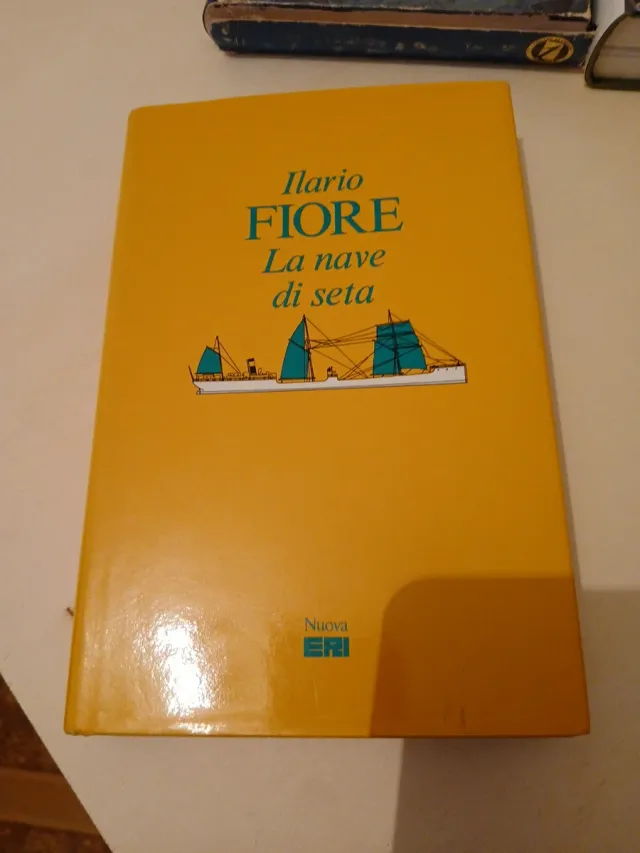 Ilario
FIORE
La nave
di seta
Nuova
ERI